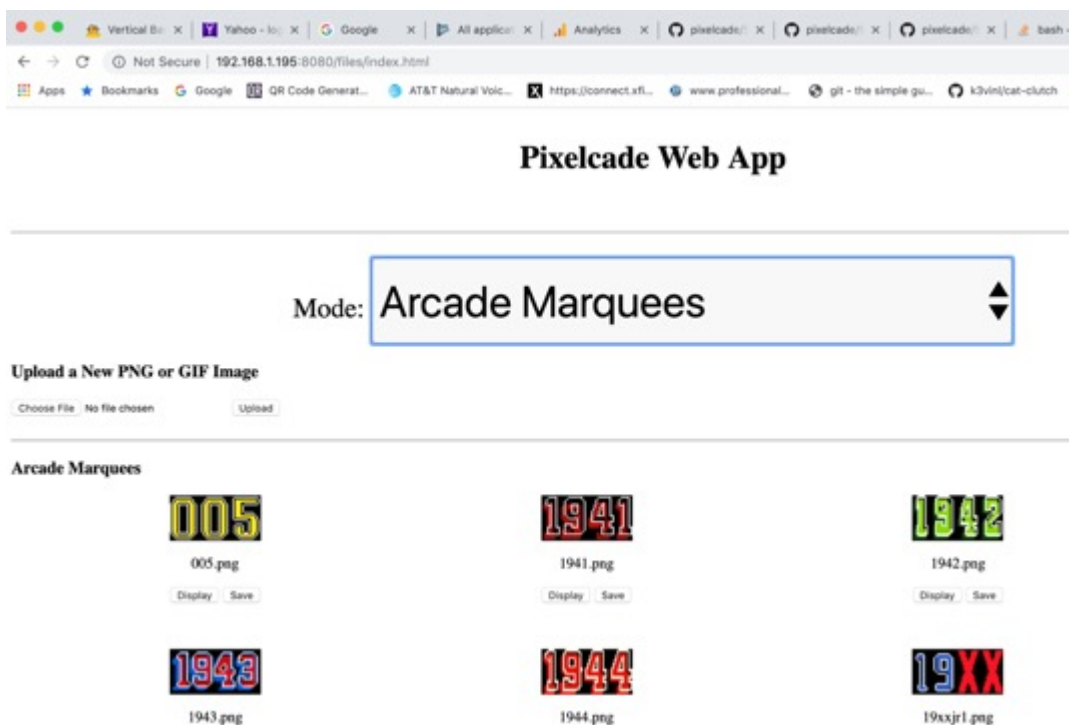 Vertical Ba
Yahoo - lo
Google
All applicat
Analytics
pixelcade/
pixelcade/
pixelcade/
bash -
Not Secure | 192.168.1.195:8080/files/index.html
Apps Bookmarks Google QR Code Generat... AT&T Natural Voic... https://connect.xfi... www.professional... git - the simple gu... k3vinl/cat-clutch
Pixelcade Web App
Mode: Arcade Marquees
Upload a New PNG or GIF Image
Choose File No file chosen Upload
Arcade Marquees
005 1941 1942
005.png 1941.png 1942.png
Display Save Display Save Display Save
1943 1944 19XX
1943.png 1944.png 19xxjr1.png